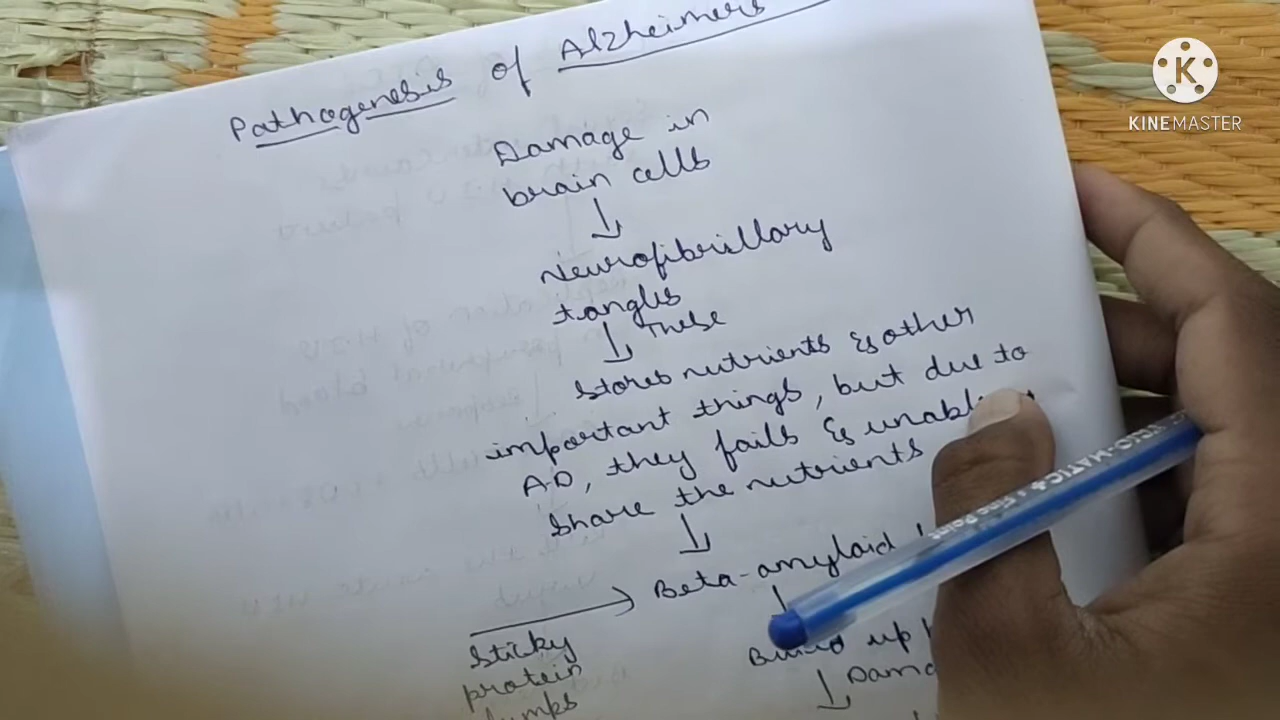 Pathogenesis of Alzheimers
Damage in
brain cells
Neurofibrillary
tangles
These
Stores nutrients & other
important things, but due to
AD, they fails & is unable
share the nutrients
Beta-amyloid
Sticky
protein
Build up
K
KINEMASTER